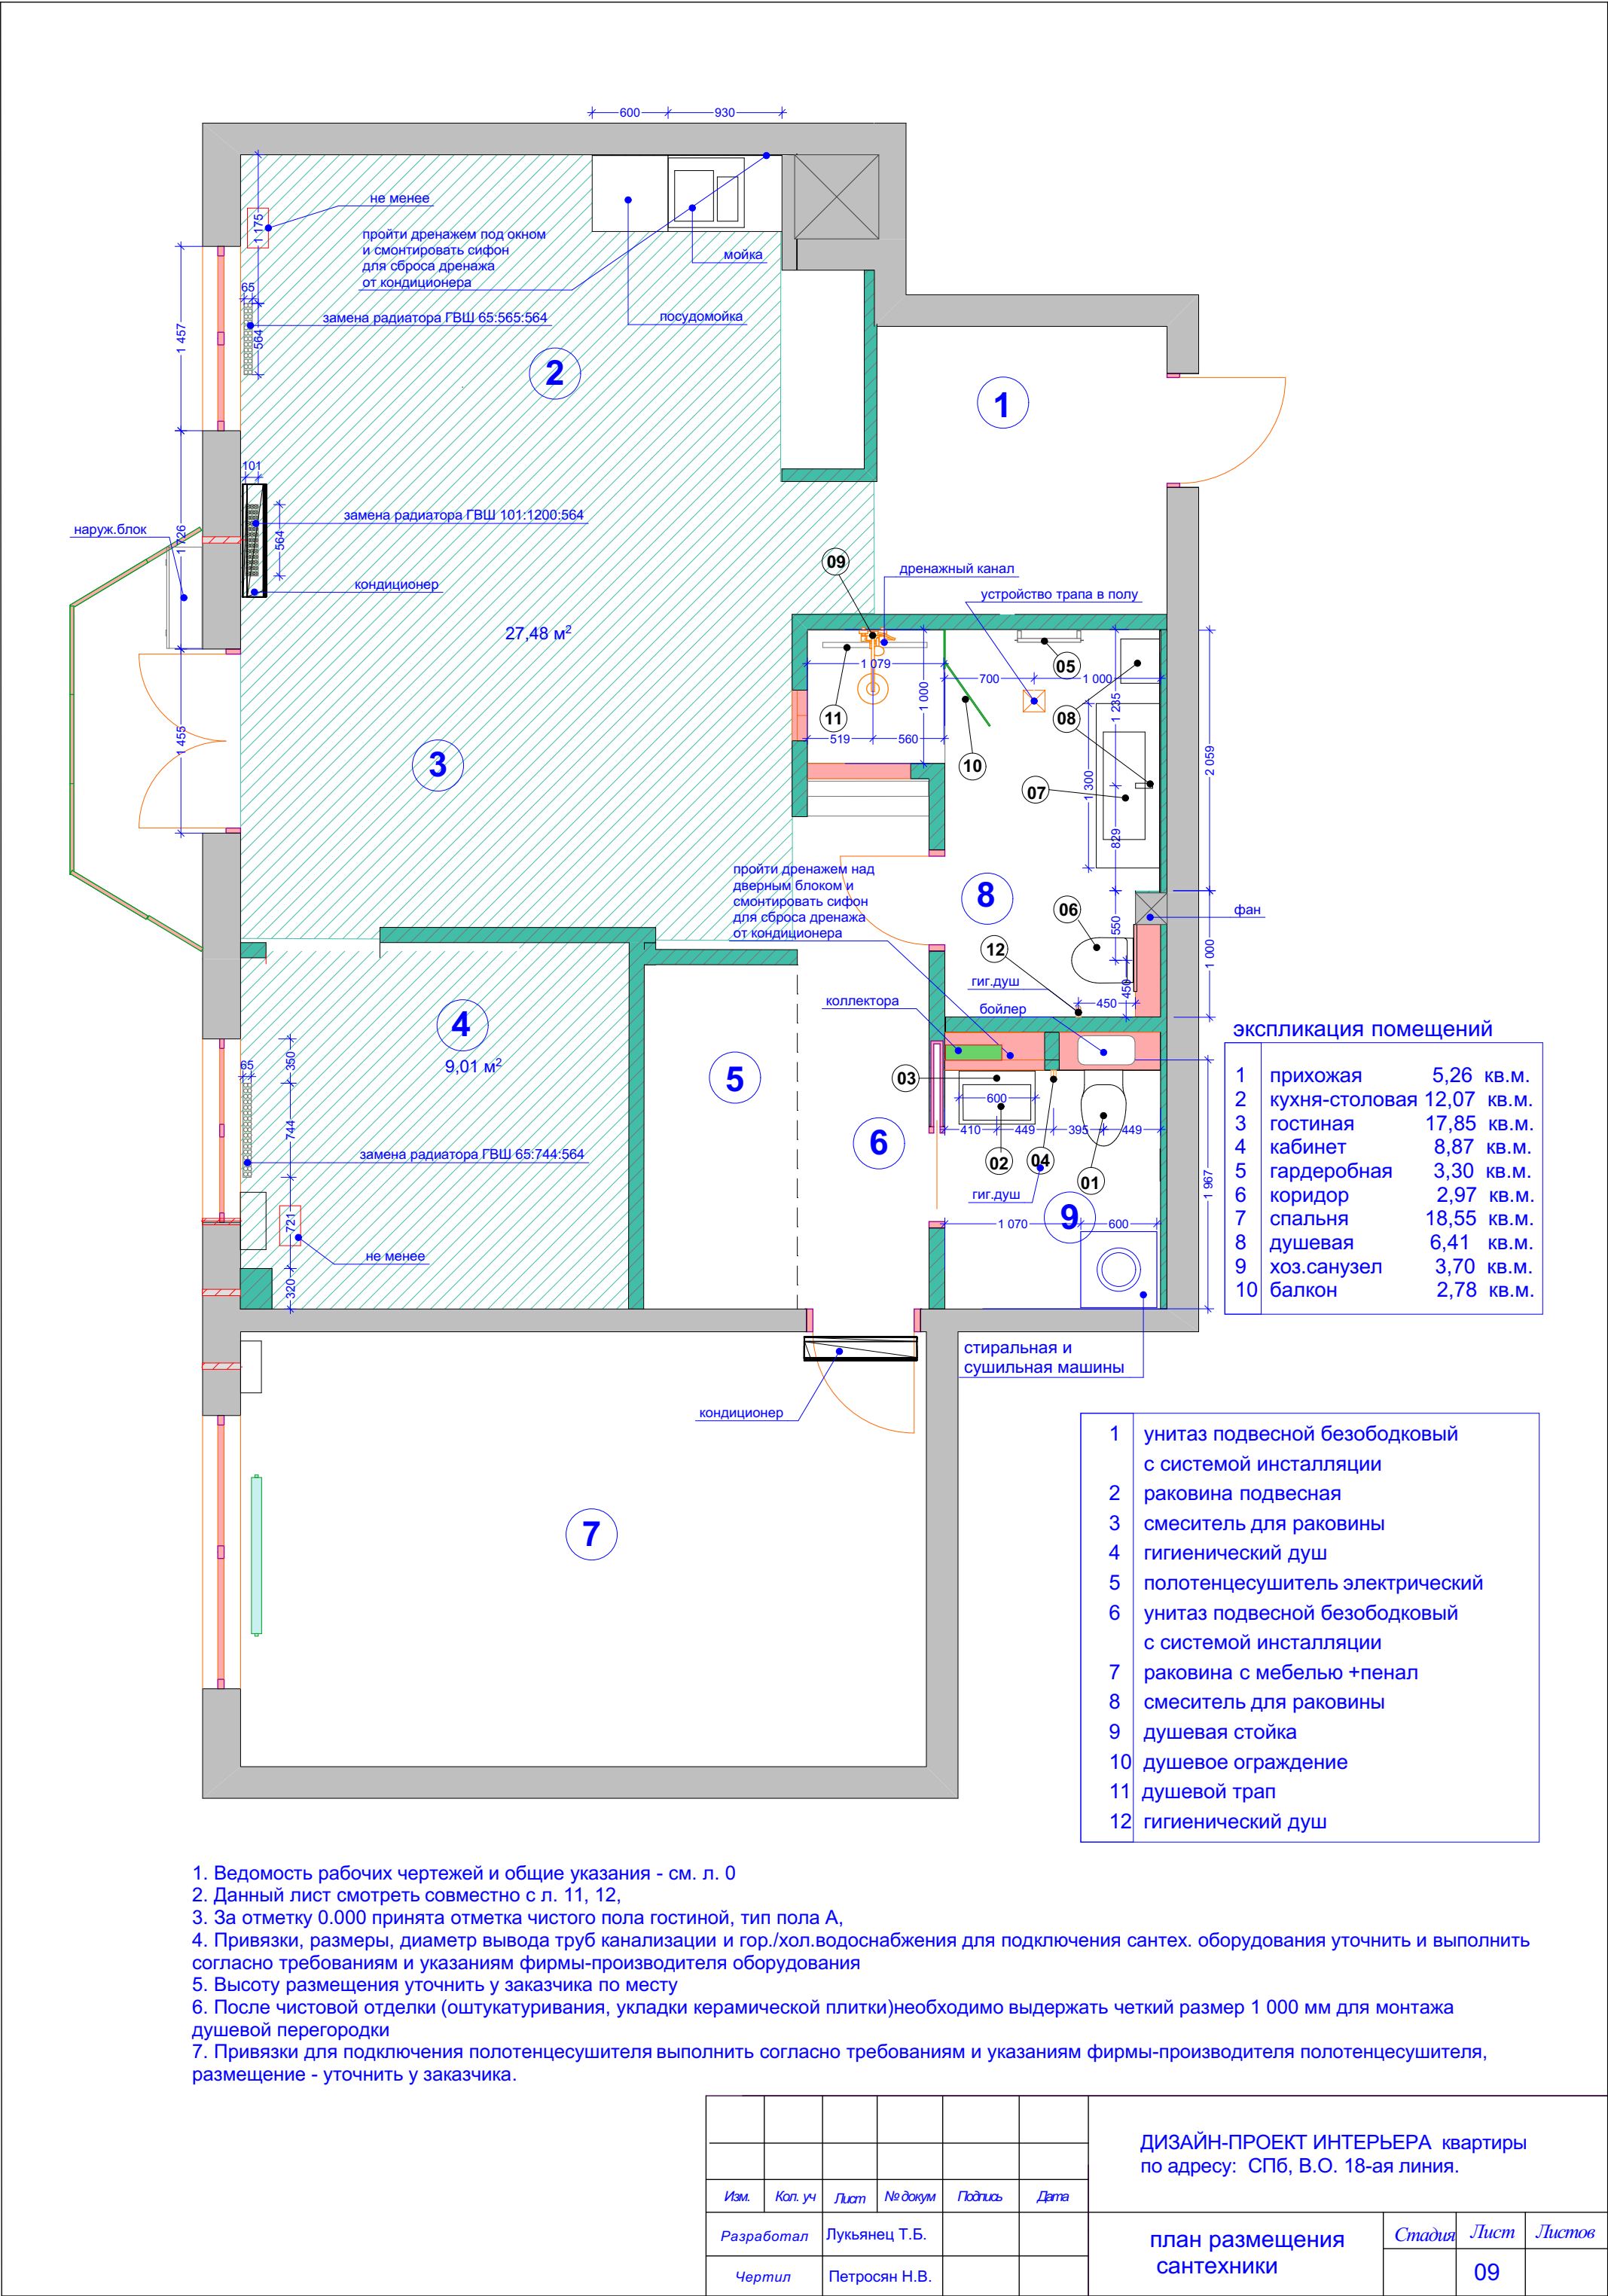 600
930
не менее
1 175
пройти дренажем под окном
и смонтировать сифон
для сброса дренажа
от кондиционера
мойка
65
замена радиатора ГВШ 65:565:564
посудомойка
564
1 457
2
1
101
замена радиатора ГВШ 101:1200:564
наруж.блок
1 726
564
кондиционер
09
дренажный канал
устройство трапа в полу
27,48 м²
05
1 079
700
1 000
1 000
1 235
08
11
519
560
1 455
3
10
2 059
07
1 300
829
пройти дренажем над
дверным блоком и
смонтировать сифон
для сброса дренажа
от кондиционера
8
06
фан
550
12
1 000
гиг.душ
450
450
коллектора
бойлер
4
9,01 м²
350
65
5
03
600
744
410
449
395
449
6
замена радиатора ГВШ 65:744:564
02
04
01
1 967
гиг.душ
9
721
1 070
600
не менее
320
экспликация помещений
1 прихожая 5,26 кв.м.
2 кухня-столовая 12,07 кв.м.
3 гостиная 17,85 кв.м.
4 кабинет 8,87 кв.м.
5 гардеробная 3,30 кв.м.
6 коридор 2,97 кв.м.
7 спальня 18,55 кв.м.
8 душевая 6,41 кв.м.
9 хоз.санузел 3,70 кв.м.
10 балкон 2,78 кв.м.
стиральная и
сушильная машины
кондиционер
7
1 унитаз подвесной безободковый
с системой инсталляции
2 раковина подвесная
3 смеситель для раковины
4 гигиенический душ
5 полотенцесушитель электрический
6 унитаз подвесной безободковый
с системой инсталляции
7 раковина с мебелью +пенал
8 смеситель для раковины
9 душевая стойка
10 душевое ограждение
11 душевой трап
12 гигиенический душ
1. Ведомость рабочих чертежей и общие указания - см. л. 0
2. Данный лист смотреть совместно с л. 11, 12,
3. За отметку 0.000 принята отметка чистого пола гостиной, тип пола А,
4. Привязки, размеры, диаметр вывода труб канализации и гор./хол.водоснабжения для подключения сантех. оборудования уточнить и выполнить
согласно требованиям и указаниям фирмы-производителя оборудования
5. Высоту размещения уточнить у заказчика по месту
6. После чистовой отделки (оштукатуривания, укладки керамической плитки)необходимо выдержать четкий размер 1 000 мм для монтажа
душевой перегородки
7. Привязки для подключения полотенцесушителя выполнить согласно требованиям и указаниям фирмы-производителя полотенцесушителя,
размещение - уточнить у заказчика.
ДИЗАЙН-ПРОЕКТ ИНТЕРЬЕРА квартиры
по адресу: СПб, В.О. 18-ая линия.
Изм. Кол. уч Лист № докум Подпись Дата
Разработал Лукьянец Т.Б.
Чертил Петросян Н.В.
план размещения
сантехники
Стадия Лист Листов
09